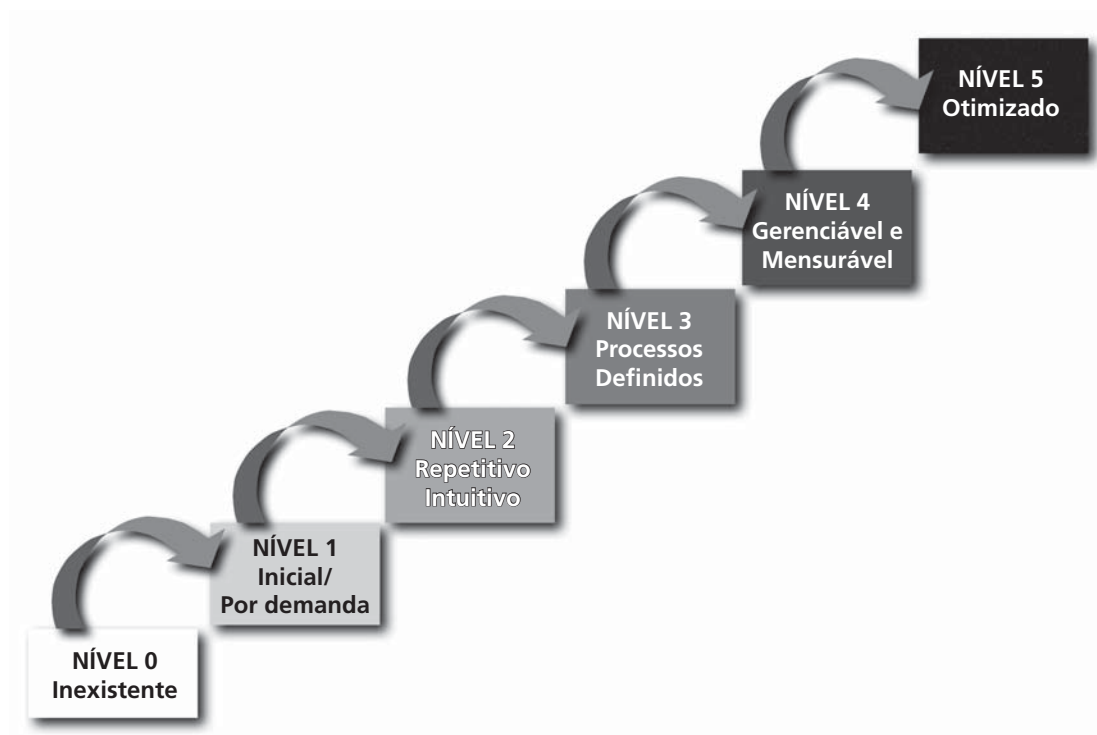 NÍVEL 5
Otimizado
NÍVEL 4
Gerenciável e
Mensurável
NÍVEL 3
Processos
Definidos
NÍVEL 2
Repetitivo
Intuitivo
NÍVEL 1
Inicial/
Por demanda
NÍVEL 0
Inexistente